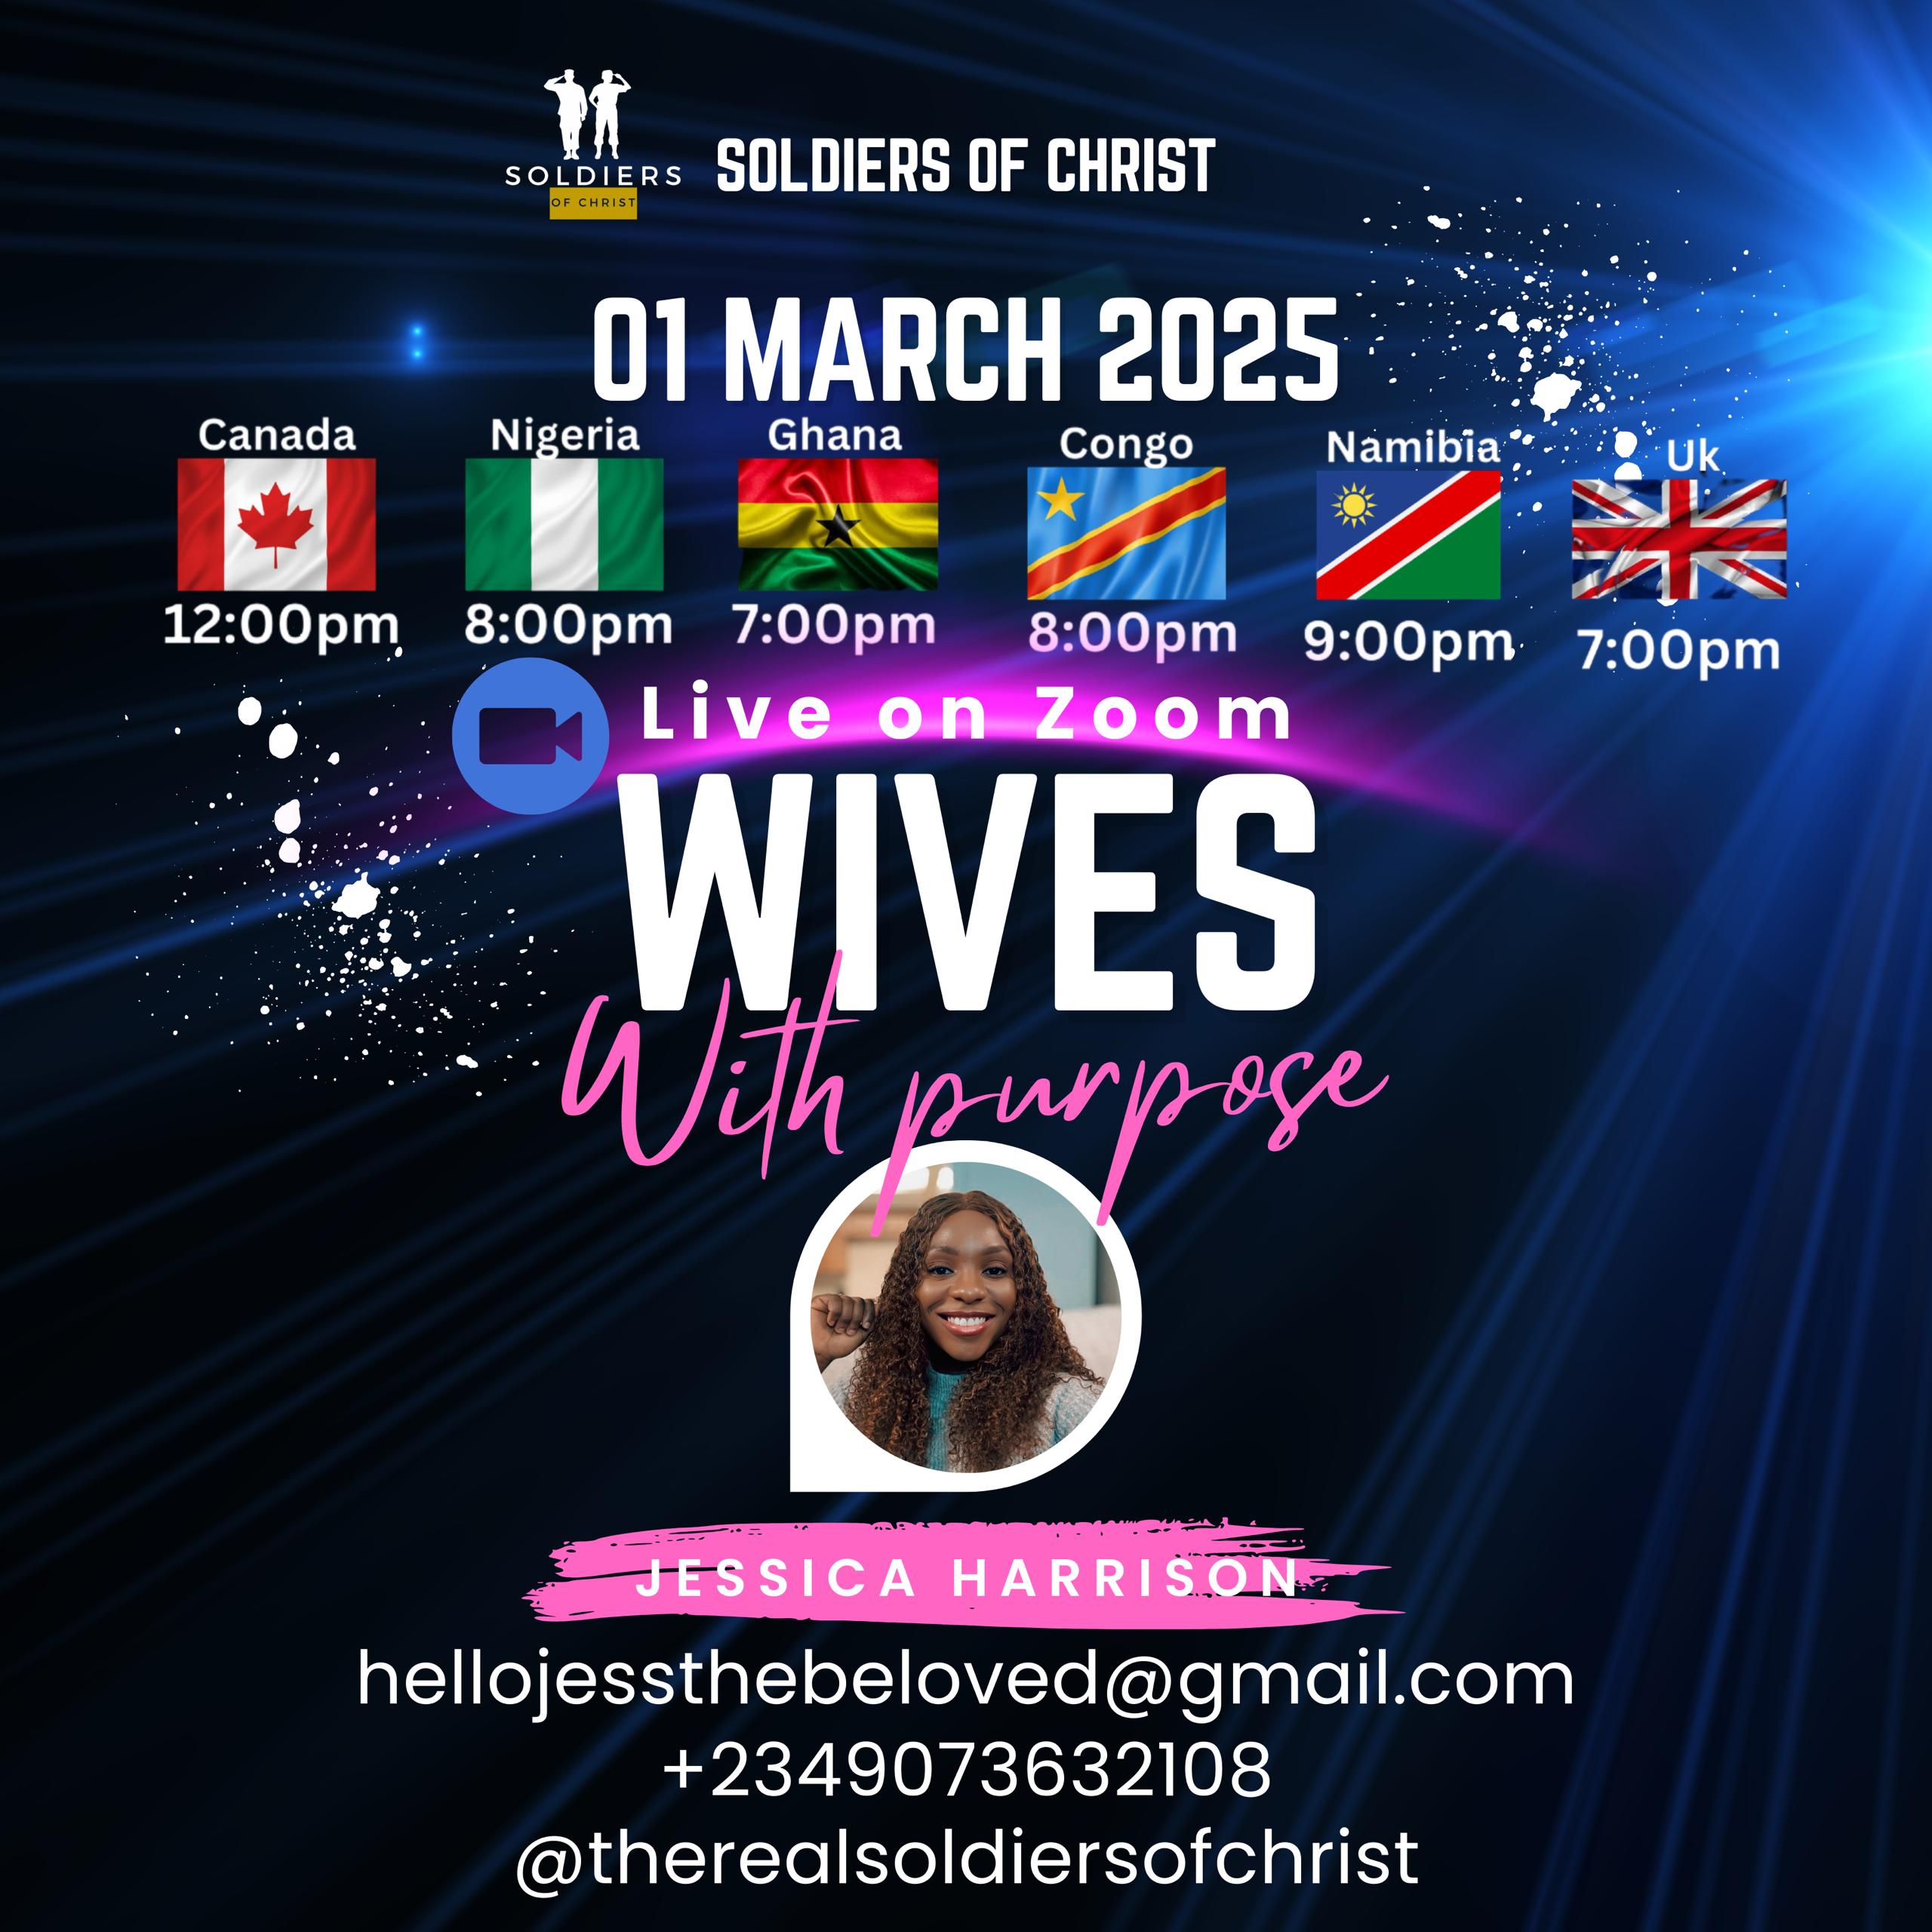 SOLDIERS
OF CHRIST
SOLDIERS OF CHRIST
01 MARCH 2025
Canada Nigeria Ghana Congo Namibia Uk
12:00pm 8:00pm 7:00pm 8:00pm 9:00pm 7:00pm
Live on Zoom
WIVES
With purpose
JESSICA HARRISON
hellojessthebeloved@gmail.com
+2349073632108
@therealsoldiersofchrist